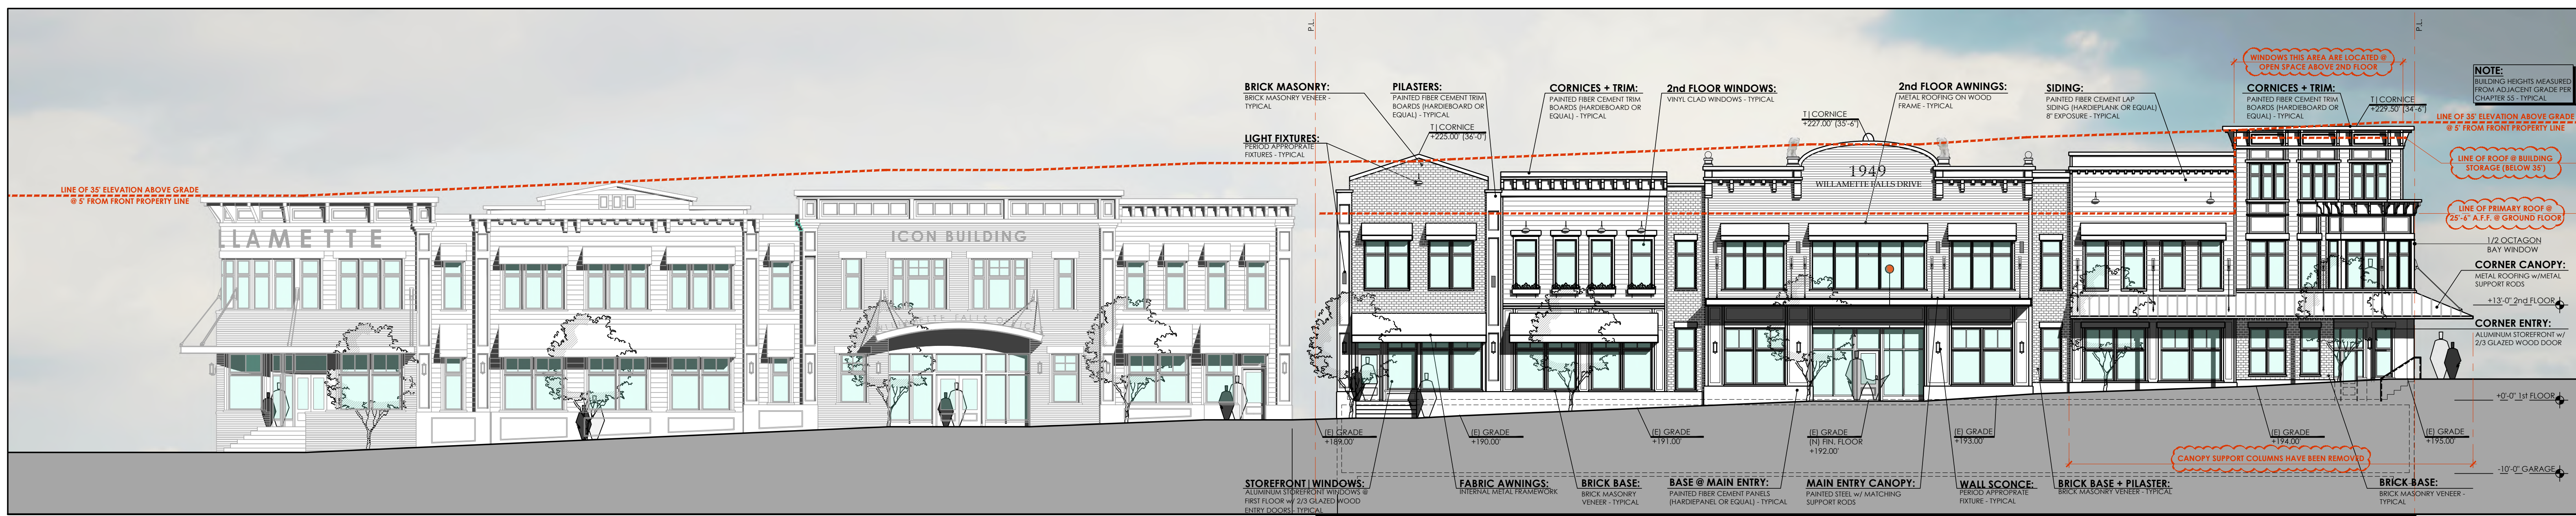 P.L.
P.L.
WINDOWS THIS AREA ARE LOCATED @
OPEN SPACE ABOVE 2ND FLOOR
NOTE:
BUILDING HEIGHTS MEASURED
FROM ADJACENT GRADE PER
CHAPTER 55 - TYPICAL
BRICK MASONRY:
BRICK MASONRY VENEER -
TYPICAL
PILASTERS:
PAINTED FIBER CEMENT TRIM
BOARDS (HARDIEBOARD OR
EQUAL) - TYPICAL
CORNICES + TRIM:
PAINTED FIBER CEMENT TRIM
BOARDS (HARDIEBOARD OR
EQUAL) - TYPICAL
2nd FLOOR WINDOWS:
VINYL CLAD WINDOWS - TYPICAL
2nd FLOOR AWNINGS:
METAL ROOFING ON WOOD
FRAME - TYPICAL
SIDING:
PAINTED FIBER CEMENT LAP
SIDING (HARDIEPLANK OR EQUAL)
8" EXPOSURE - TYPICAL
CORNICES + TRIM:
PAINTED FIBER CEMENT TRIM
BOARDS (HARDIEBOARD OR
EQUAL) - TYPICAL
T|CORNICE
+229.50' (34'-6")
T|CORNICE
+227.00' (35'-6")
T|CORNICE
+225.00' (36'-0")
LIGHT FIXTURES:
PERIOD APPROPRATE
FIXTURES - TYPICAL
LINE OF 35' ELEVATION ABOVE GRADE
@ 5' FROM FRONT PROPERTY LINE
LINE OF 35' ELEVATION ABOVE GRADE
@ 5' FROM FRONT PROPERTY LINE
LINE OF ROOF @ BUILDING
STORAGE (BELOW 35')
LINE OF PRIMARY ROOF @
25'-6" A.F.F. @ GROUND FLOOR
1949
WILLAMETTE FALLS DRIVE
LLAMETTE
ICON BUILDING
1/2 OCTAGON
BAY WINDOW
CORNER CANOPY:
METAL ROOFING w/METAL
SUPPORT RODS
+13'-0" 2nd FLOOR
CORNER ENTRY:
ALUMINUM STOREFRONT w/
2/3 GLAZED WOOD DOOR
+0'-0" 1st FLOOR
(E) GRADE
+189.00'
(E) GRADE
+190.00'
(E) GRADE
+191.00'
(E) GRADE
(N) FIN. FLOOR
+192.00'
(E) GRADE
+193.00'
(E) GRADE
+194.00'
(E) GRADE
+195.00'
CANOPY SUPPORT COLUMNS HAVE BEEN REMOVED
-10'-0" GARAGE
STOREFRONT|WINDOWS:
ALUMINUM STOREFRONT WINDOWS @
FIRST FLOOR w/ 2/3 GLAZED WOOD
ENTRY DOORS - TYPICAL
FABRIC AWNINGS:
INTERNAL METAL FRAMEWORK
BRICK BASE:
BRICK MASONRY
VENEER - TYPICAL
BASE @ MAIN ENTRY:
PAINTED FIBER CEMENT PANELS
(HARDIEPANEL OR EQUAL) - TYPICAL
MAIN ENTRY CANOPY:
PAINTED STEEL w/ MATCHING
SUPPORT RODS
WALL SCONCE:
PERIOD APPROPRATE
FIXTURE - TYPICAL
BRICK BASE + PILASTER:
BRICK MASONRY VENEER - TYPICAL
BRICK BASE:
BRICK MASONRY VENEER -
TYPICAL